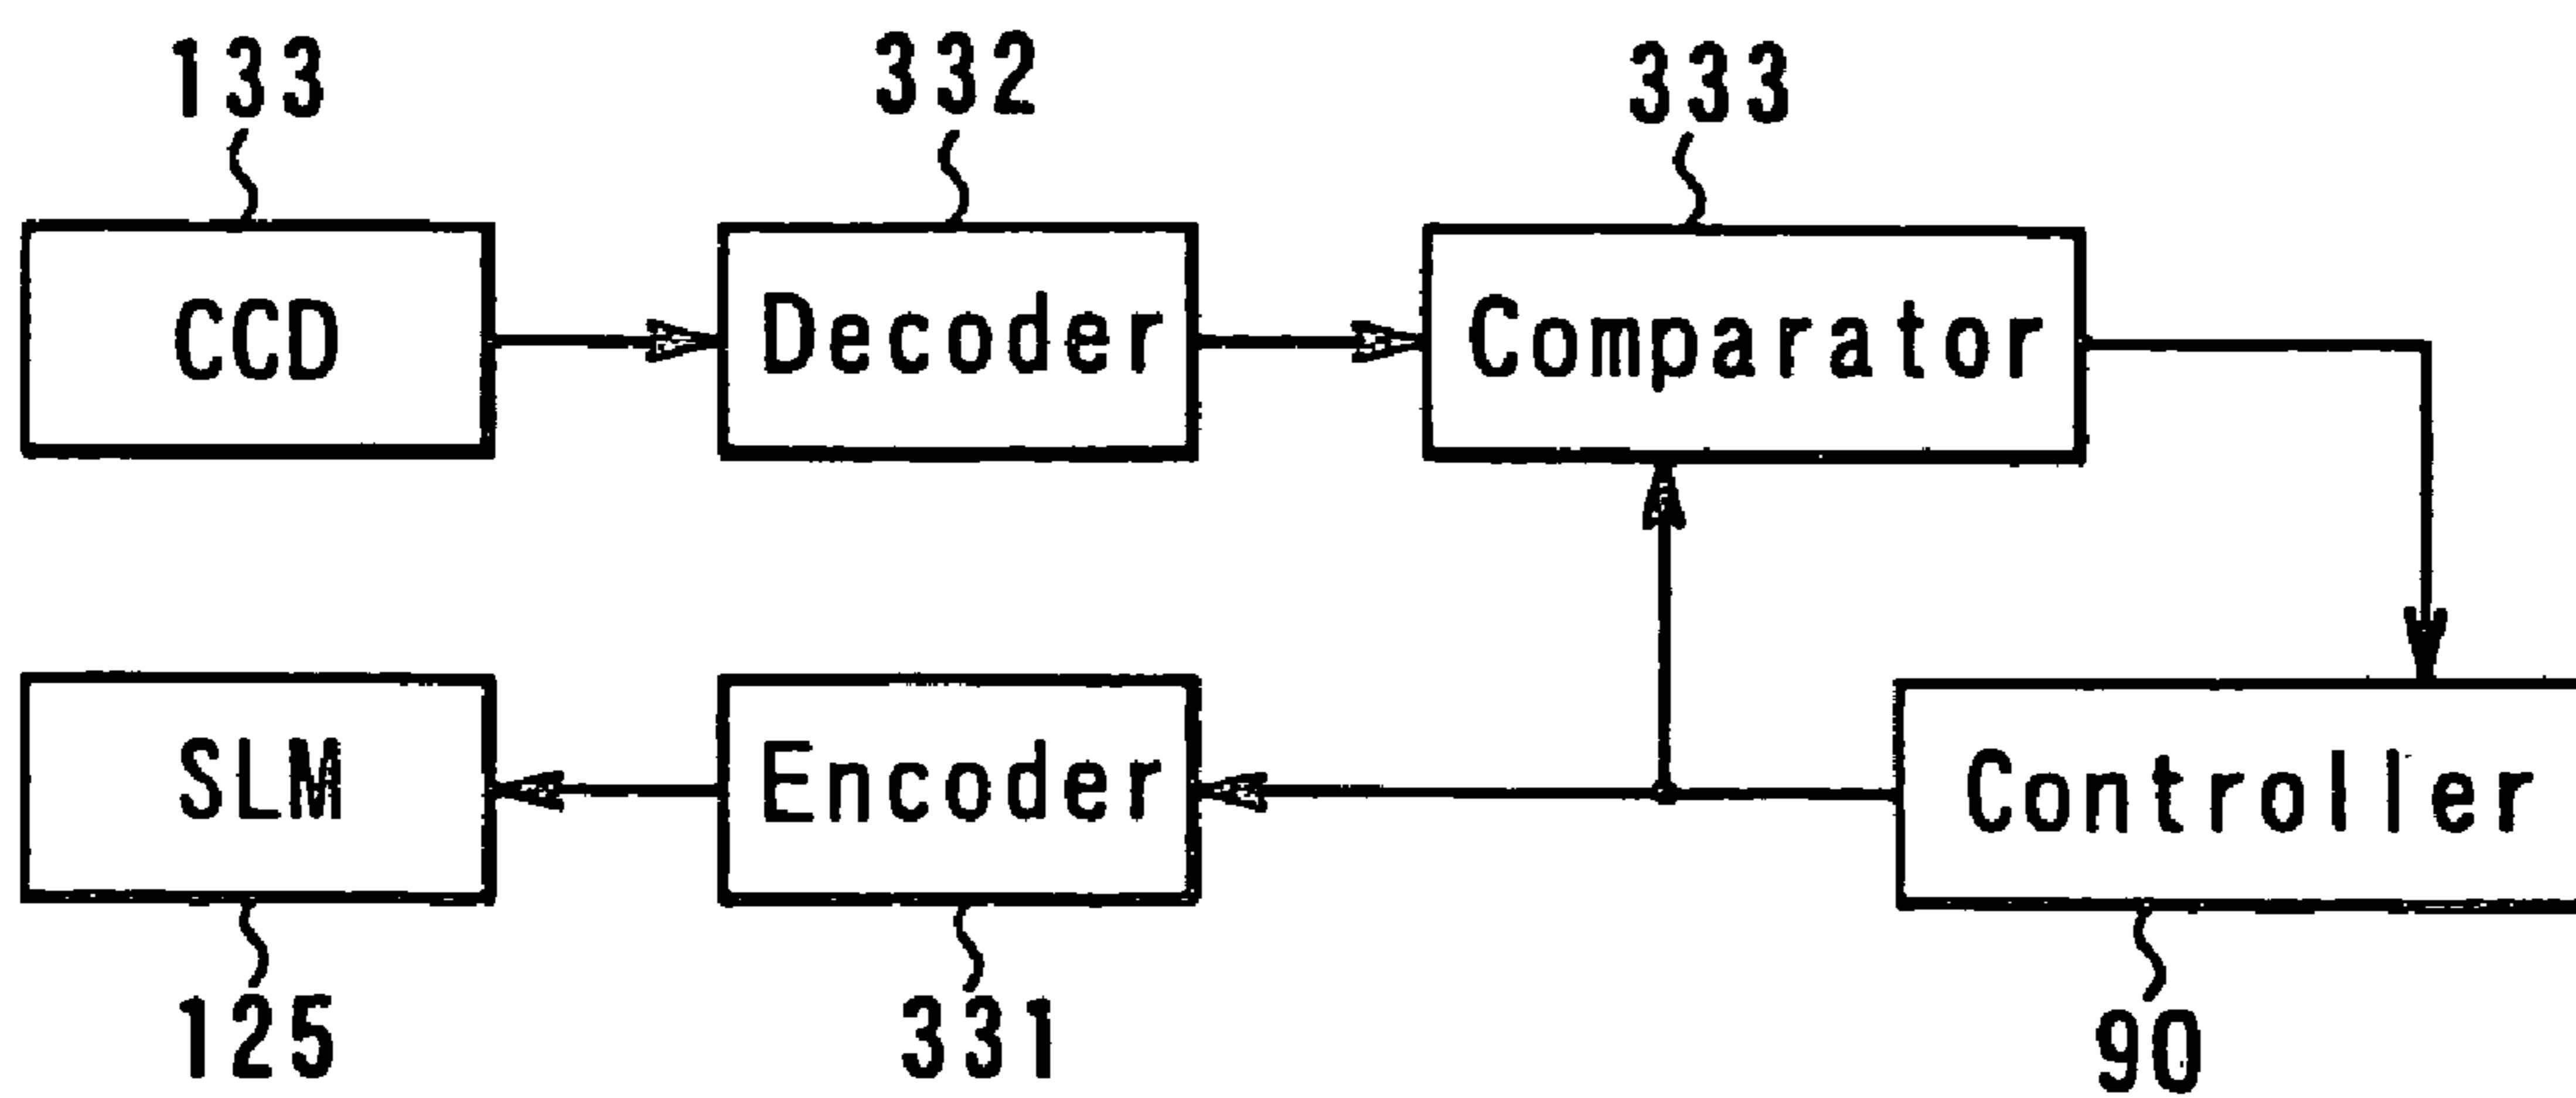 133 332 333
CCD Decoder Comparator
SLM Encoder Controller
125 331 90